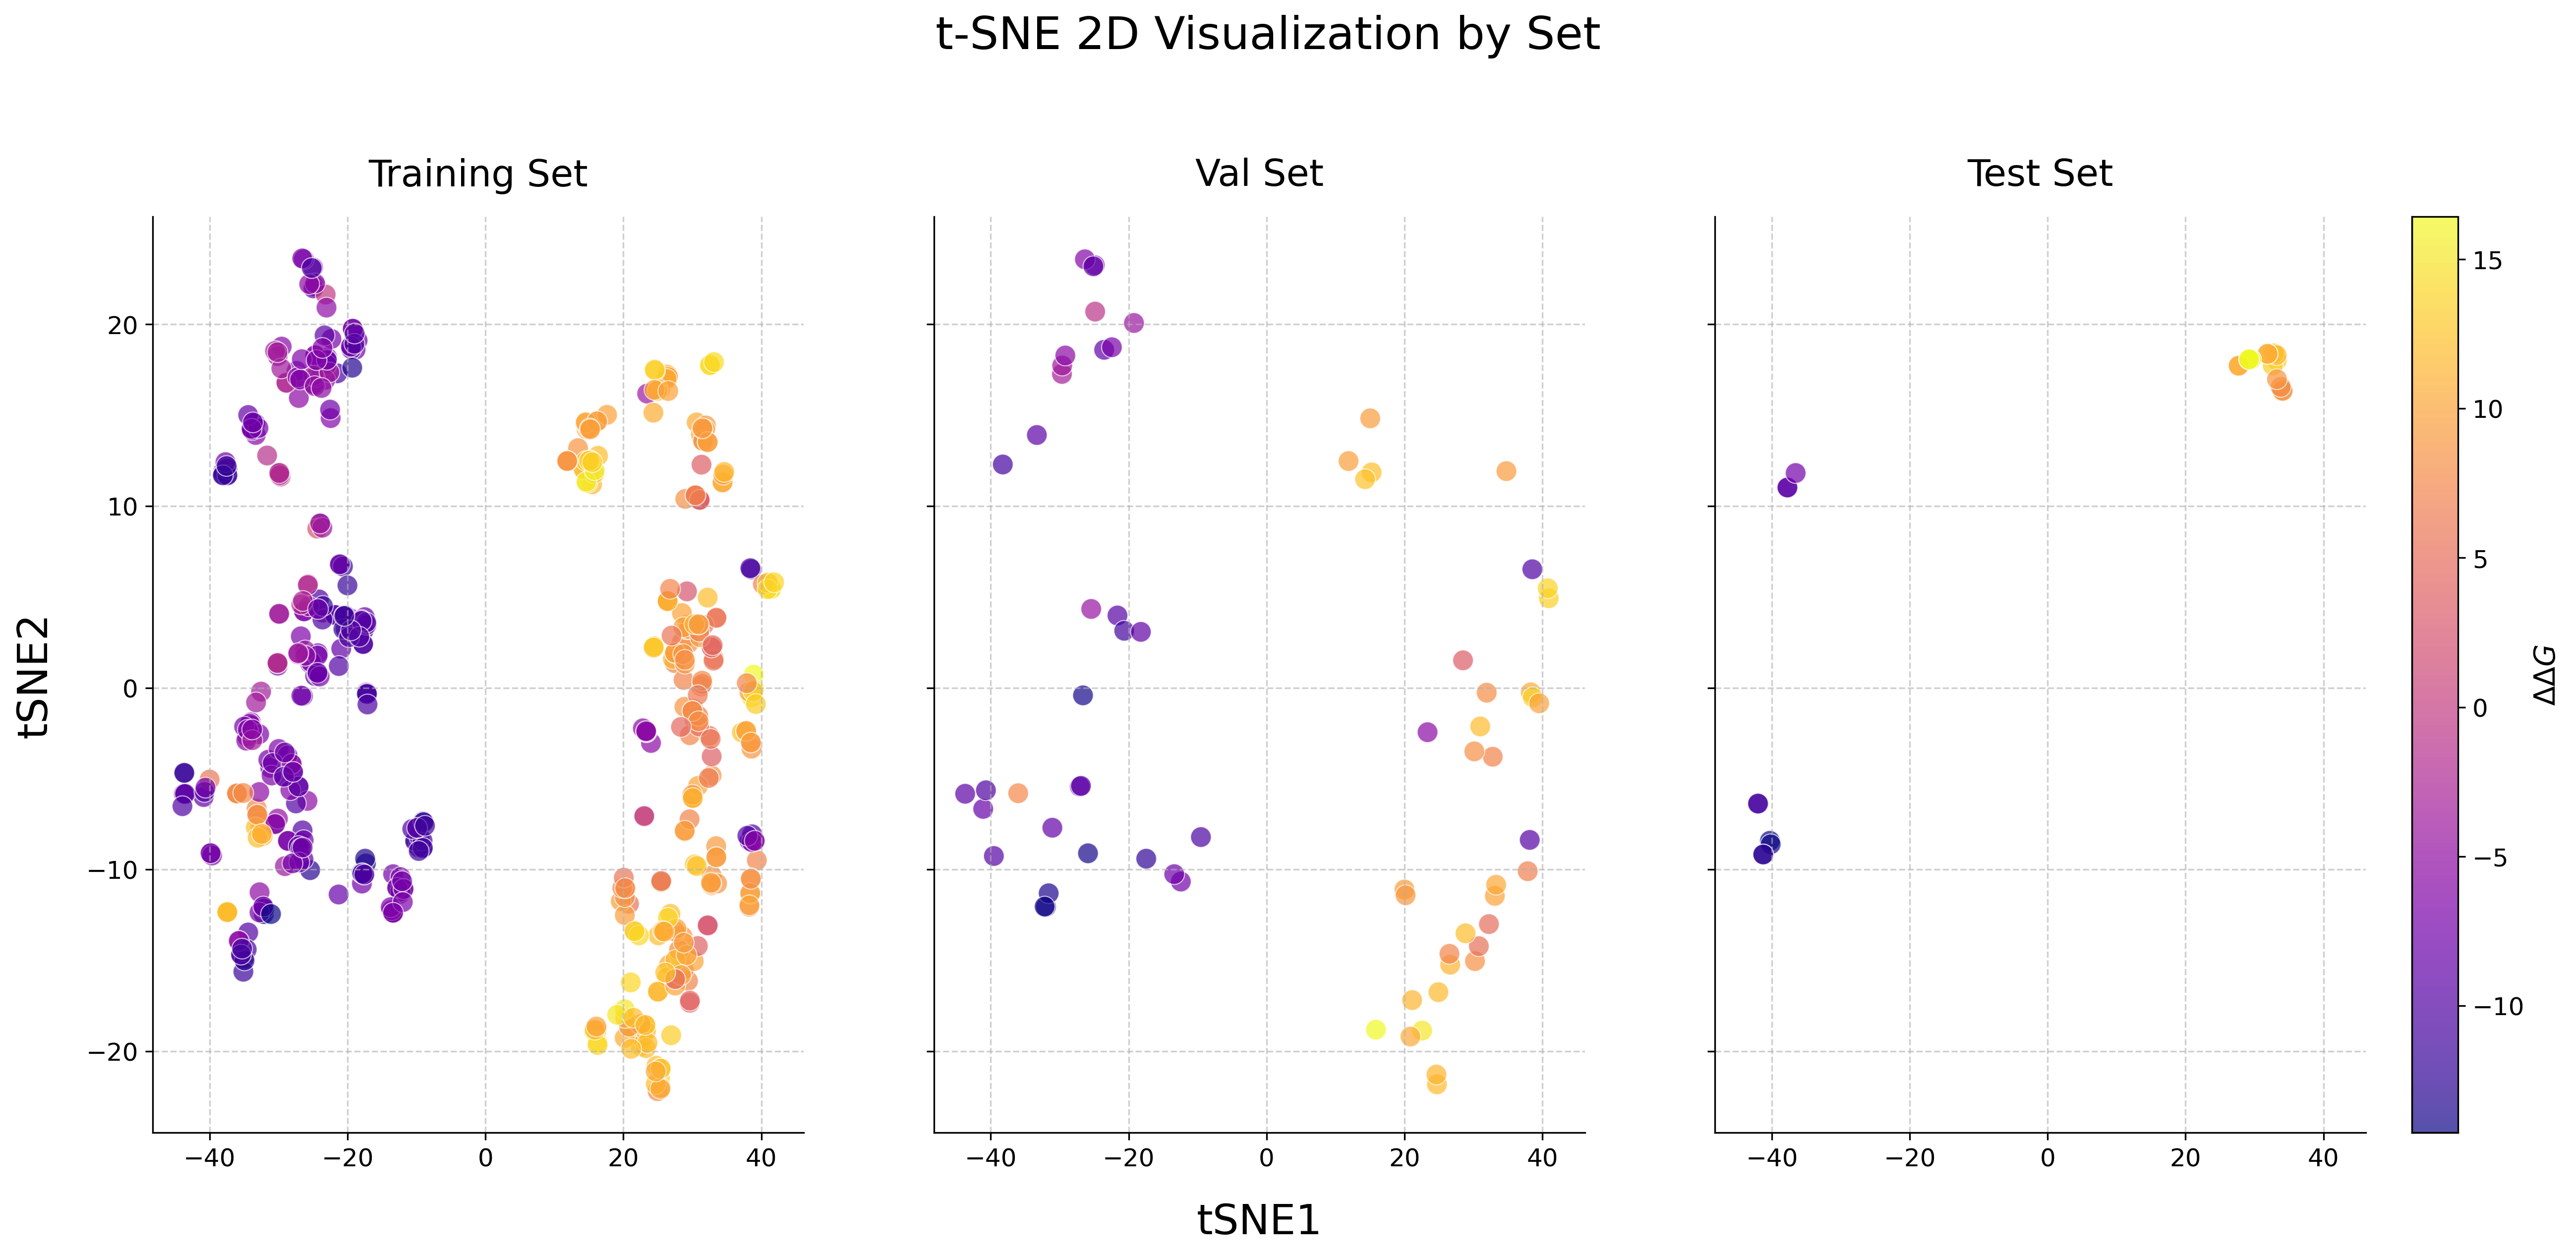 t-SNE 2D Visualization by Set
Training Set
Val Set
Test Set
tSNE2
20
10
0
−10
−20
−40 −20 0 20 40
−40 −20 0 20 40
−40 −20 0 20 40
tSNE1
15
10
5
0
−5
−10
ΔΔG